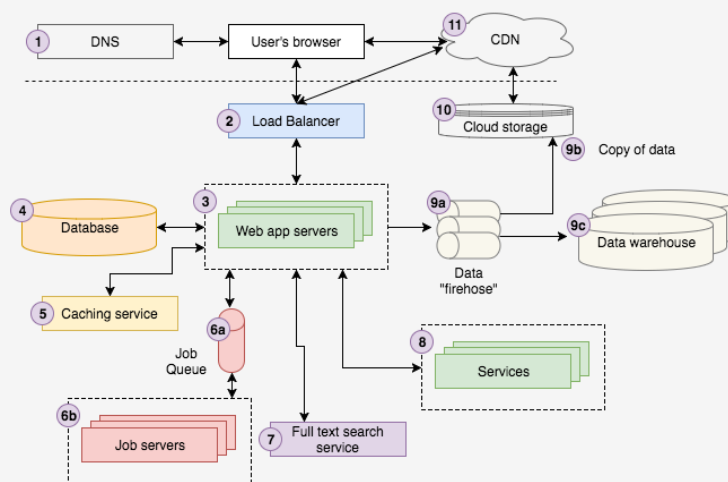 1
DNS
User's browser
11
CDN
2
Load Balancer
10
Cloud storage
9b
Copy of data
3
Web app servers
4
Database
9a
Data
"firehose"
9c
Data warehouse
5
Caching service
6a
Job
Queue
8
Services
6b
Job servers
7
Full text search
service